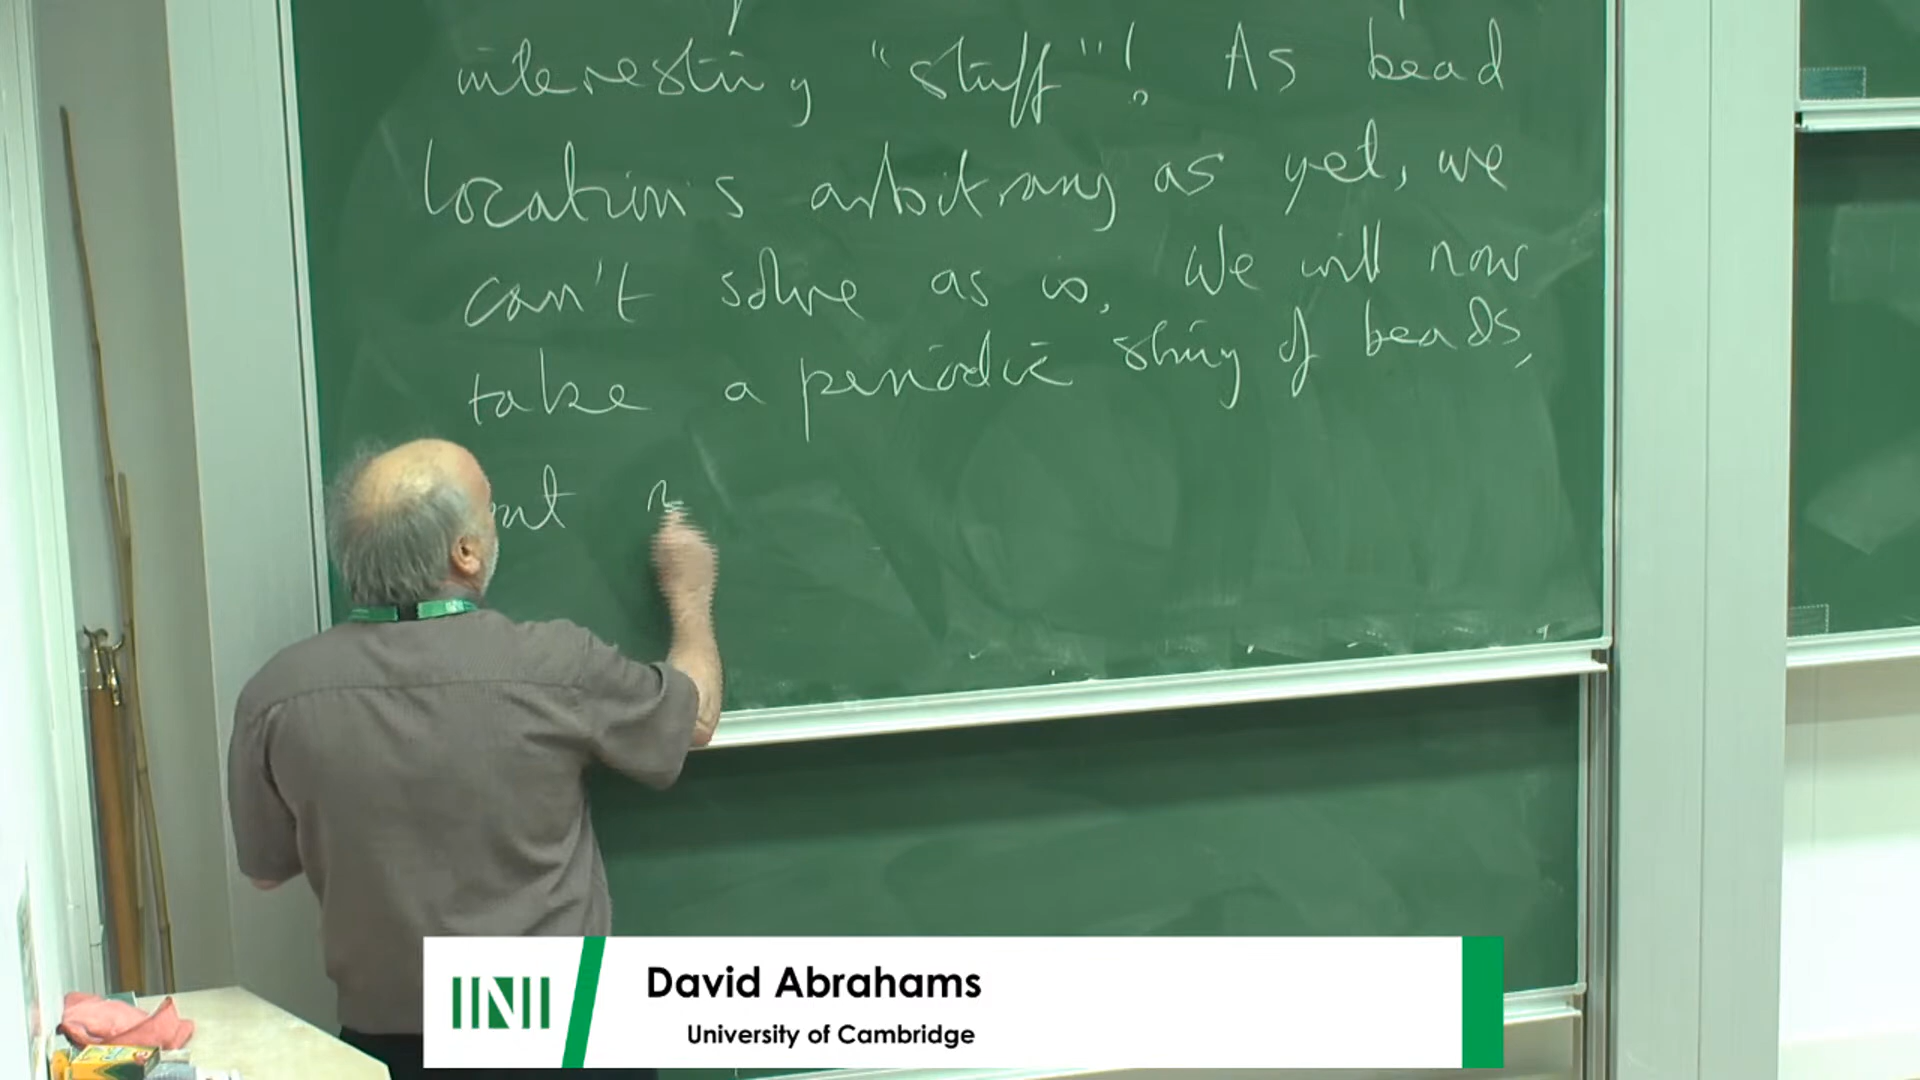 interesting "stuff"! As bead
locations arbitrary as yet, we
can't solve as is. We will now
take a periodic string of beads,
David Abrahams
University of Cambridge